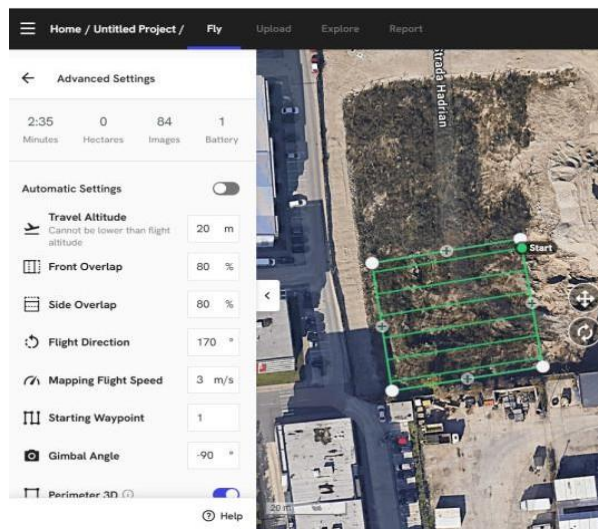 Home / Untitled Project / Fly Upload Explore Report
Advanced Settings
2:35 0 84 1
Minutes Hectares Images Battery
Automatic Settings
Travel Altitude 20 m
Cannot be lower than flight
altitude
Front Overlap 80 %
Side Overlap 80 %
Flight Direction 170 °
Mapping Flight Speed 3 m/s
Starting Waypoint 1
Gimbal Angle -90 °
Perimeter 3D
Help
Strada Hadrian
Start
20 m